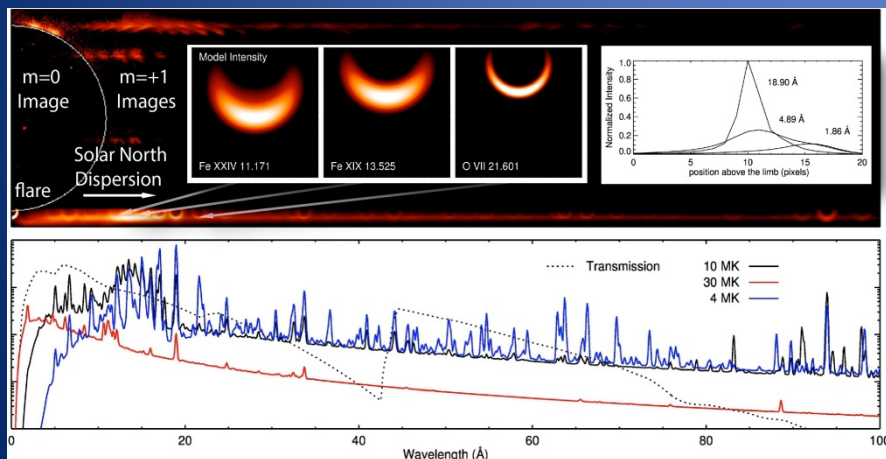 m=0
Image
m=+1
Images
Solar North
Dispersion
flare
Model Intensity
Fe XXIV 11.171
Fe XIX 13.525
O VII 21.601
Normalized Intensity
1.0
0.8
0.6
0.4
0.2
0.0
18.90 Å
4.89 Å
1.86 Å
0 5 10 15 20
position above the limb (pixels)
Transmission
10 MK
30 MK
4 MK
0 20 40 60 80 100
Wavelength (Å)